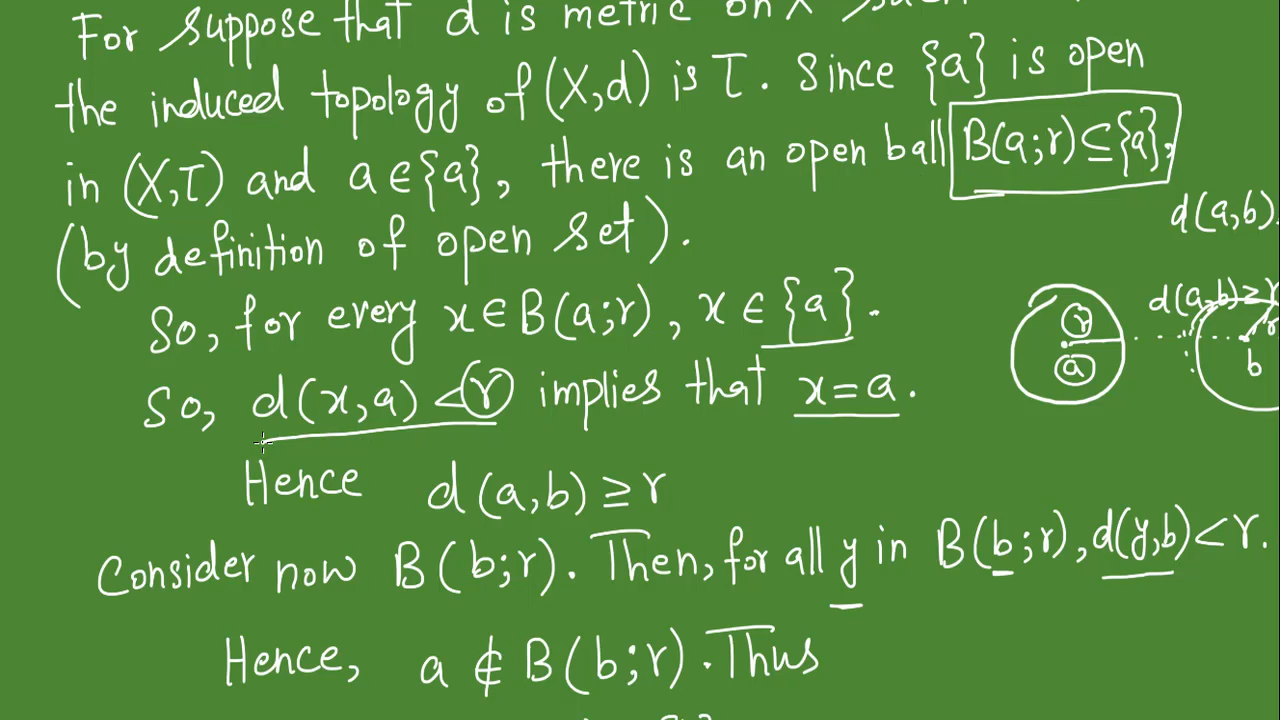 For suppose that d is metric on X such
the induced topology of (X,d) is τ. Since {a} is open
in (X,τ) and a∈{a}, there is an open ball B(a;r)⊆{a},
(by definition of open set).
d(a,b)
So, for every x∈B(a;r), x∈{a}.
d(a,b)≥r
r
a
r
b
So, d(x,a)<r implies that x=a.
Hence d(a,b)≥r
Consider now B(b;r). Then, for all y in B(b;r), d(y,b)<r.
Hence, a∉B(b;r). Thus